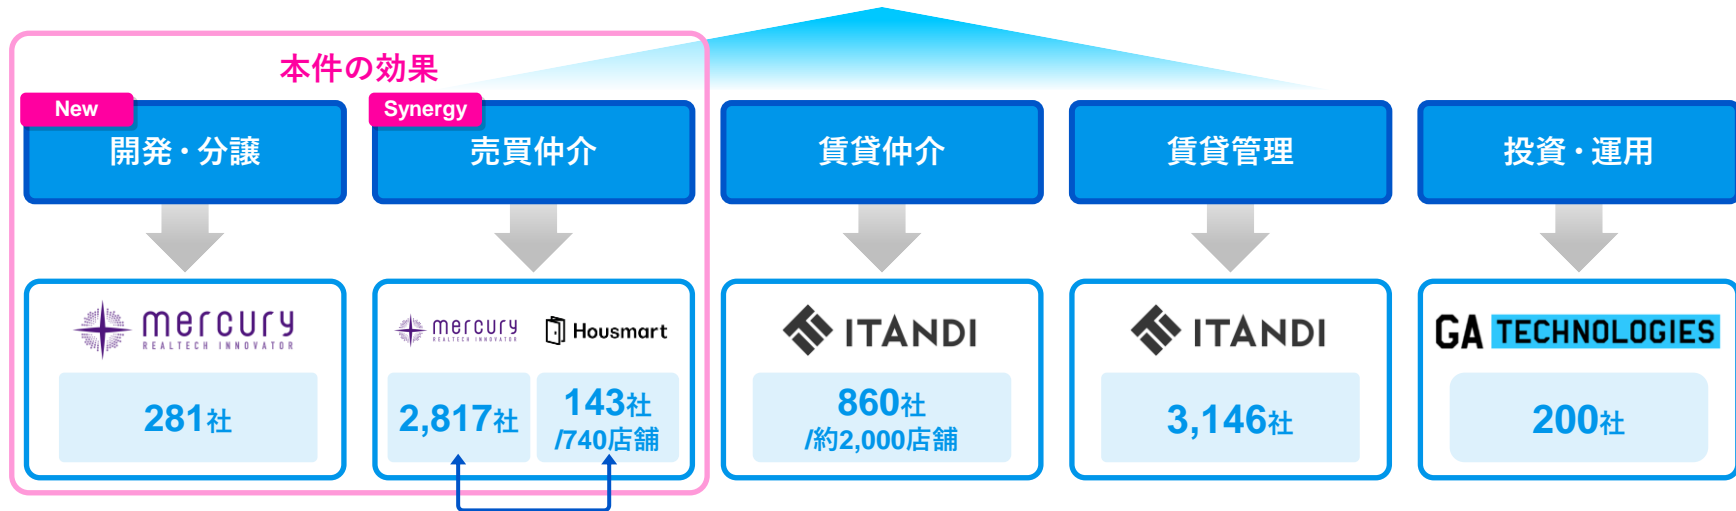 本件の効果
New
開発・分譲
Synergy
売買仲介
賃貸仲介
賃貸管理
投資・運用
mercury
REALTECH INNOVATOR
281社
mercury
REALTECH INNOVATOR
Housmart
2,817社
143社
/740店舗
ITANDI
860社
/約2,000店舗
ITANDI
3,146社
GA TECHNOLOGIES
200社